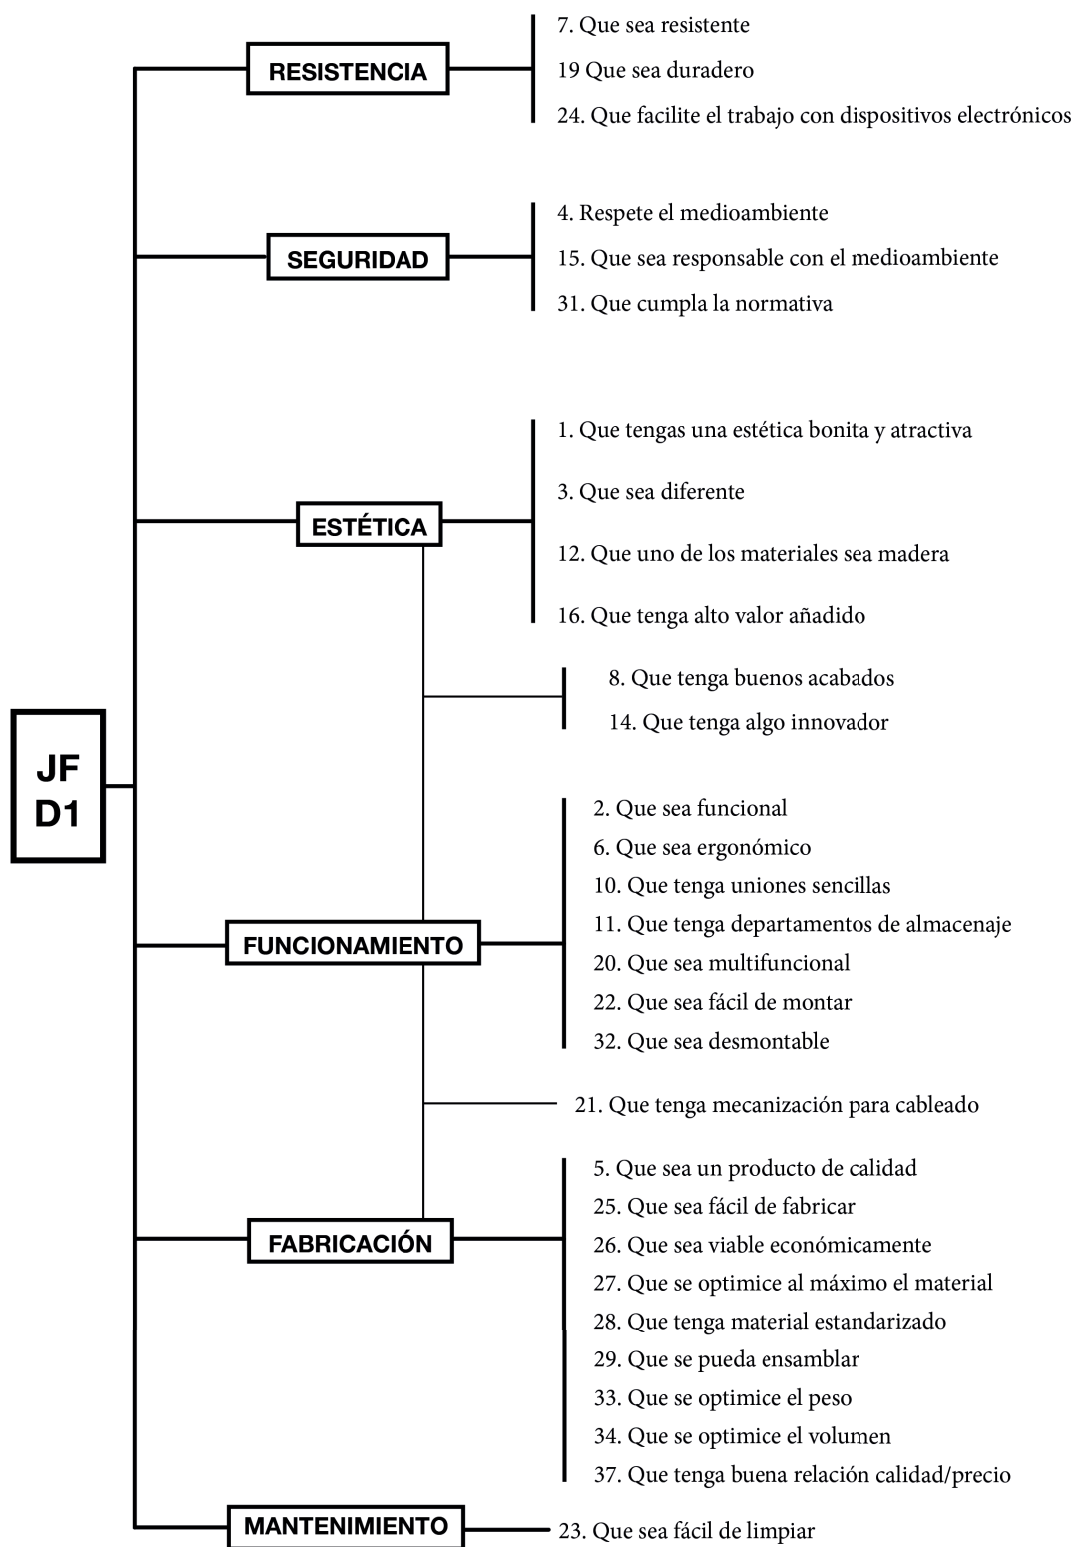 RESISTENCIA
7. Que sea resistente
19 Que sea duradero
24. Que facilite el trabajo con dispositivos electrónicos
SEGURIDAD
4. Respete el medioambiente
15. Que sea responsable con el medioambiente
31. Que cumpla la normativa
ESTÉTICA
1. Que tengas una estética bonita y atractiva
3. Que sea diferente
12. Que uno de los materiales sea madera
16. Que tenga alto valor añadido
8. Que tenga buenos acabados
14. Que tenga algo innovador
JF
D1
FUNCIONAMIENTO
2. Que sea funcional
6. Que sea ergonómico
10. Que tenga uniones sencillas
11. Que tenga departamentos de almacenaje
20. Que sea multifuncional
22. Que sea fácil de montar
32. Que sea desmontable
21. Que tenga mecanización para cableado
FABRICACIÓN
5. Que sea un producto de calidad
25. Que sea fácil de fabricar
26. Que sea viable económicamente
27. Que se optimice al máximo el material
28. Que tenga material estandarizado
29. Que se pueda ensamblar
33. Que se optimice el peso
34. Que se optimice el volumen
37. Que tenga buena relación calidad/precio
MANTENIMIENTO
23. Que sea fácil de limpiar